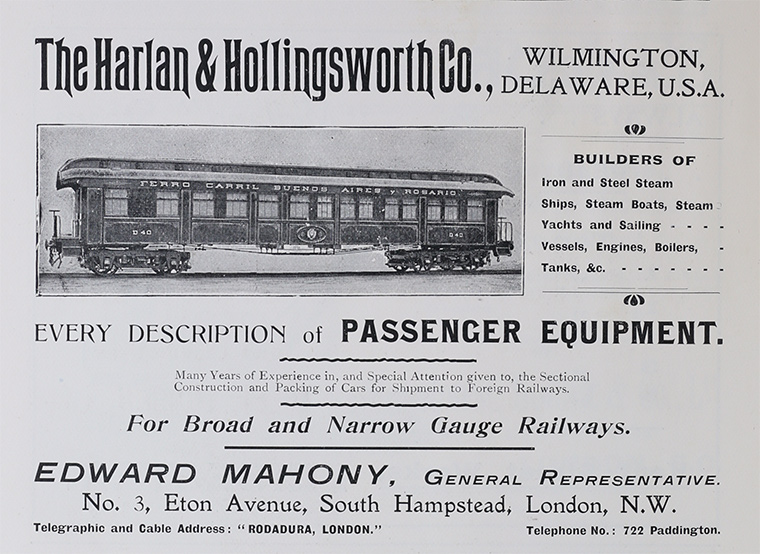 The Harlan & Hollingsworth Co., WILMINGTON,
DELAWARE, U.S.A.
FERRO CARRIL BUENOS AIRES y ROSARIO.
D 40
D 40
BUILDERS OF
Iron and Steel Steam
Ships, Steam Boats, Steam
Yachts and Sailing - - - -
Vessels, Engines, Boilers, -
Tanks, &c. - - - - - - -
EVERY DESCRIPTION of PASSENGER EQUIPMENT.
Many Years of Experience in, and Special Attention given to, the Sectional
Construction and Packing of Cars for Shipment to Foreign Railways.
For Broad and Narrow Gauge Railways.
EDWARD MAHONY, GENERAL REPRESENTATIVE.
No. 3, Eton Avenue, South Hampstead, London, N.W.
Telegraphic and Cable Address: "RODADURA, LONDON." Telephone No.: 722 Paddington.